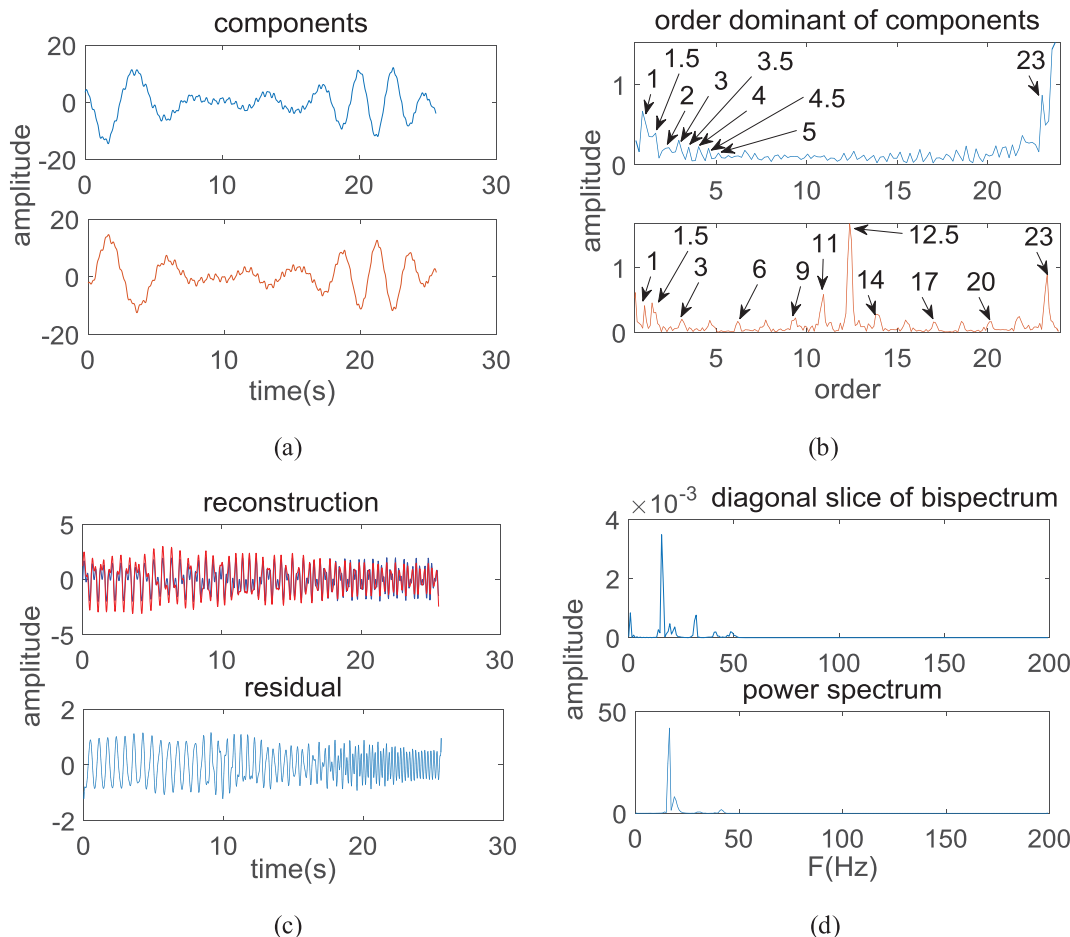 components
20
0
-20
0 10 20 30
20
0
-20
0 10 20 30
amplitude
time(s)
(a)
order dominant of components
1
0
1 1.5 2 3 3.5 4 4.5 5 23
5 10 15 20
1
0
1 1.5 3 6 9 11 12.5 14 17 20 23
5 10 15 20
amplitude
order
(b)
reconstruction
5
0
-5
0 10 20 30
residual
2
0
-2
0 10 20 30
amplitude
time(s)
(c)
×10-3 diagonal slice of bispectrum
4
2
0
0 50 100 150 200
power spectrum
50
0
0 50 100 150 200
amplitude
F(Hz)
(d)